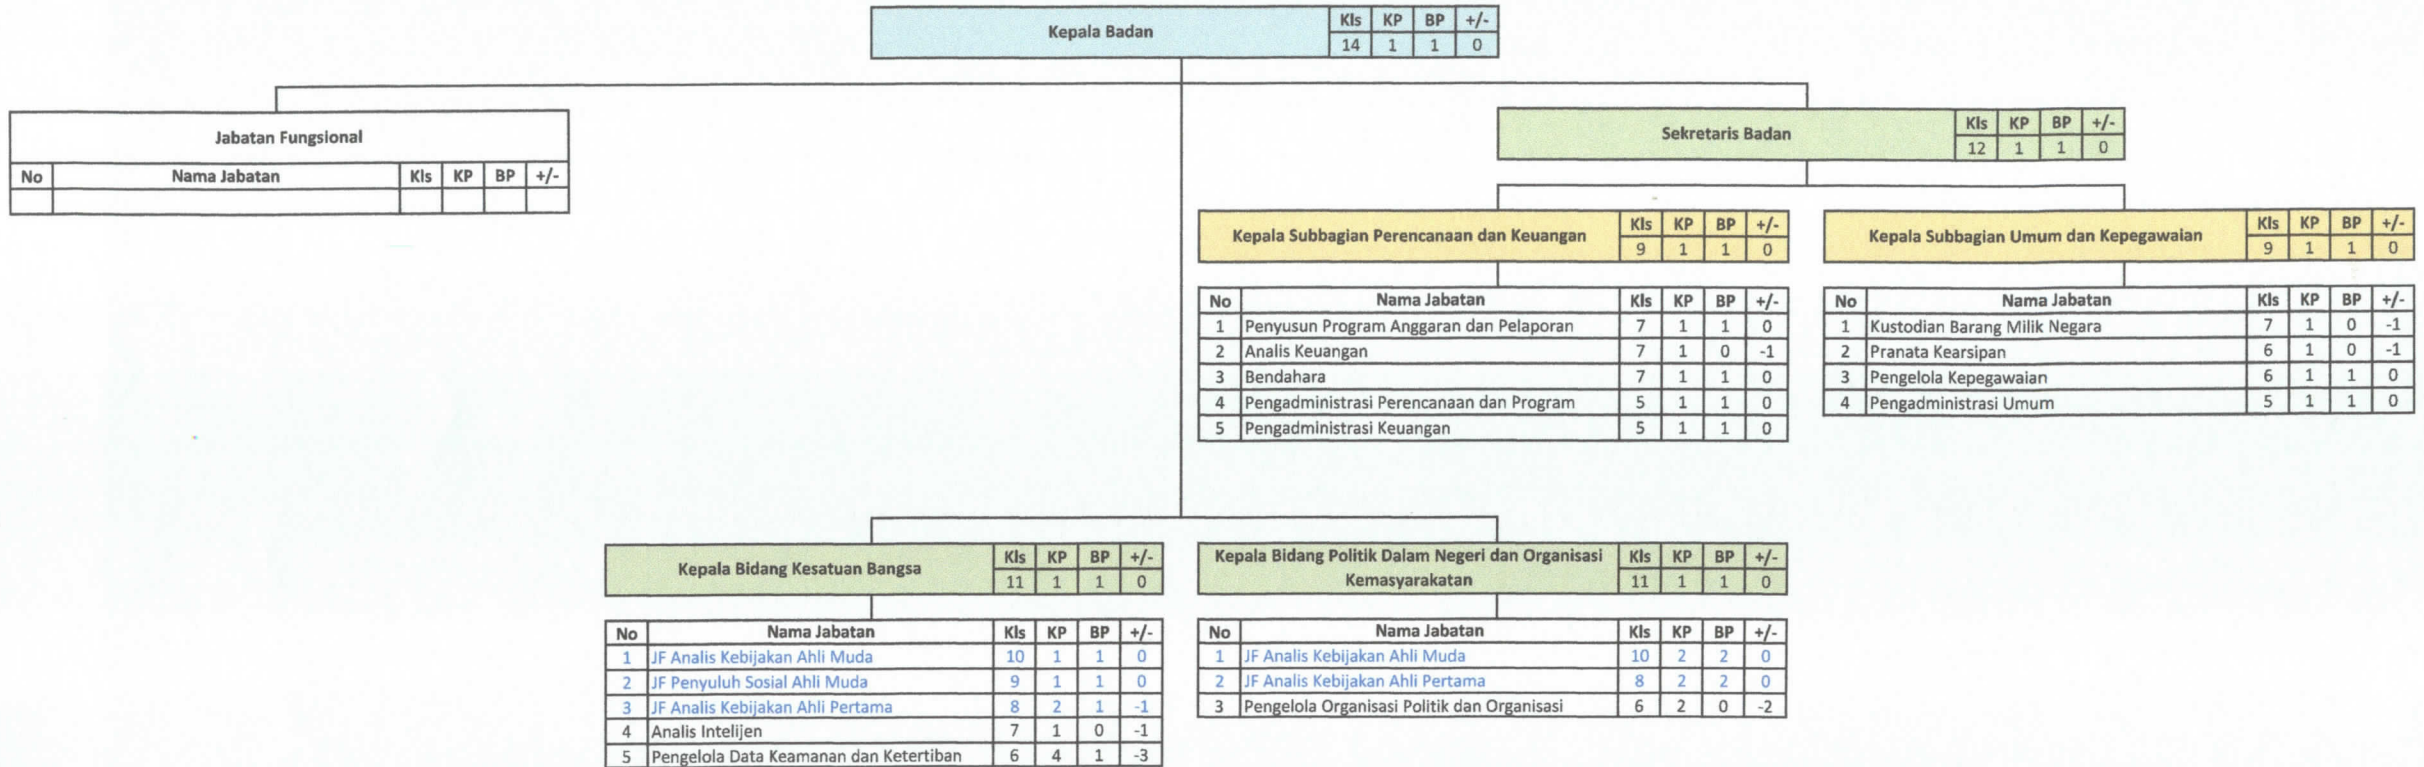 Kepala Badan Kls KP BP +/-
14 1 1 0
Jabatan Fungsional
No Nama Jabatan Kls KP BP +/-
Sekretaris Badan Kls KP BP +/-
12 1 1 0
Kepala Subbagian Perencanaan dan Keuangan Kls KP BP +/-
9 1 1 0
No Nama Jabatan Kls KP BP +/-
1 Penyusun Program Anggaran dan Pelaporan 7 1 1 0
2 Analis Keuangan 7 1 0 -1
3 Bendahara 7 1 1 0
4 Pengadministrasi Perencanaan dan Program 5 1 1 0
5 Pengadministrasi Keuangan 5 1 1 0
Kepala Subbagian Umum dan Kepegawaian Kls KP BP +/-
9 1 1 0
No Nama Jabatan Kls KP BP +/-
1 Kustodian Barang Milik Negara 7 1 0 -1
2 Pranata Kearsipan 6 1 0 -1
3 Pengelola Kepegawaian 6 1 1 0
4 Pengadministrasi Umum 5 1 1 0
Kepala Bidang Kesatuan Bangsa Kls KP BP +/-
11 1 1 0
No Nama Jabatan Kls KP BP +/-
1 JF Analis Kebijakan Ahli Muda 10 1 1 0
2 JF Penyuluh Sosial Ahli Muda 9 1 1 0
3 JF Analis Kebijakan Ahli Pertama 8 2 1 -1
4 Analis Intelijen 7 1 0 -1
5 Pengelola Data Keamanan dan Ketertiban 6 4 1 -3
Kepala Bidang Politik Dalam Negeri dan Organisasi Kls KP BP +/-
Kemasyarakatan 11 1 1 0
No Nama Jabatan Kls KP BP +/-
1 JF Analis Kebijakan Ahli Muda 10 2 2 0
2 JF Analis Kebijakan Ahli Pertama 8 2 2 0
3 Pengelola Organisasi Politik dan Organisasi 6 2 0 -2